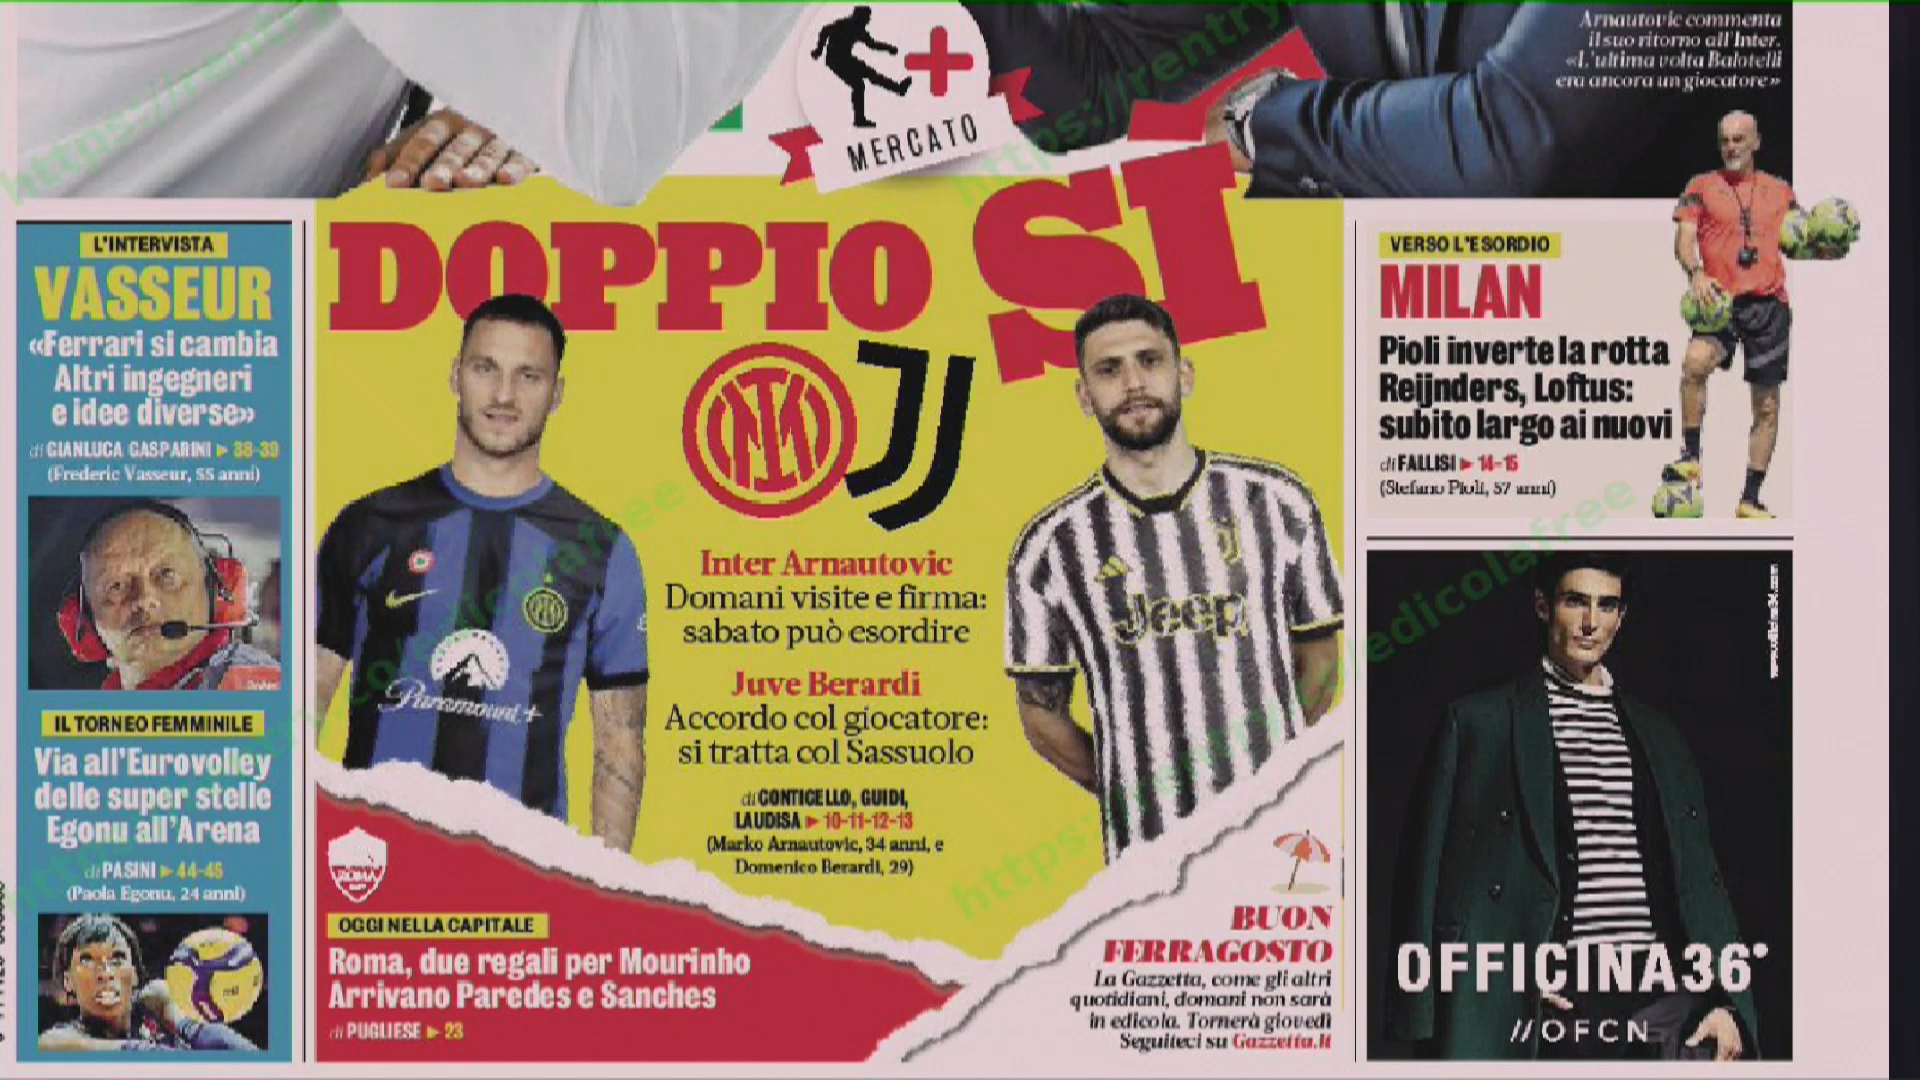 Arnautovic commenta
il suo ritorno all'Inter.
«L'ultima volta Balotelli
era ancora un giocatore»
MERCATO
DOPPIO SÌ
L'INTERVISTA
VASSEUR
«Ferrari si cambia
Altri ingegneri
e idee diverse»
di GIANLUCA GASPARINI ▶ 38-39
(Frederic Vasseur, 55 anni)
IL TORNEO FEMMINILE
Via all'Eurovolley
delle super stelle
Egonu all'Arena
di PASINI ▶ 44-45
(Paola Egonu, 24 anni)
Paramount+
Jeep
Inter Arnautovic
Domani visite e firma:
sabato può esordire
Juve Berardi
Accordo col giocatore:
si tratta col Sassuolo
di CONTICELLO, GUIDI,
LAUDISA ▶ 10-11-12-13
(Marko Arnautovic, 34 anni, e
Domenico Berardi, 29)
ROMA
OGGI NELLA CAPITALE
Roma, due regali per Mourinho
Arrivano Paredes e Sanches
di PUGLIESE ▶ 23
BUON
FERRAGOSTO
La Gazzetta, come gli altri
quotidiani, domani non sarà
in edicola. Tornerà giovedì
Seguiteci su Gazzetta.it
VERSO L'ESORDIO
MILAN
Pioli inverte la rotta
Reijnders, Loftus:
subito largo ai nuovi
di FALLISI ▶ 14-15
(Stefano Pioli, 57 anni)
OFFICINA36°
//OFCN